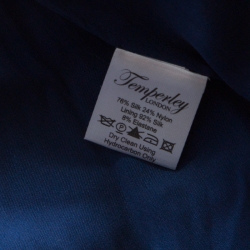 Temperley
LONDON
76% Silk 24% Nylon
Lining 92% Silk
8% Elastane
Dry Clean Using
Hydrocarbon Only